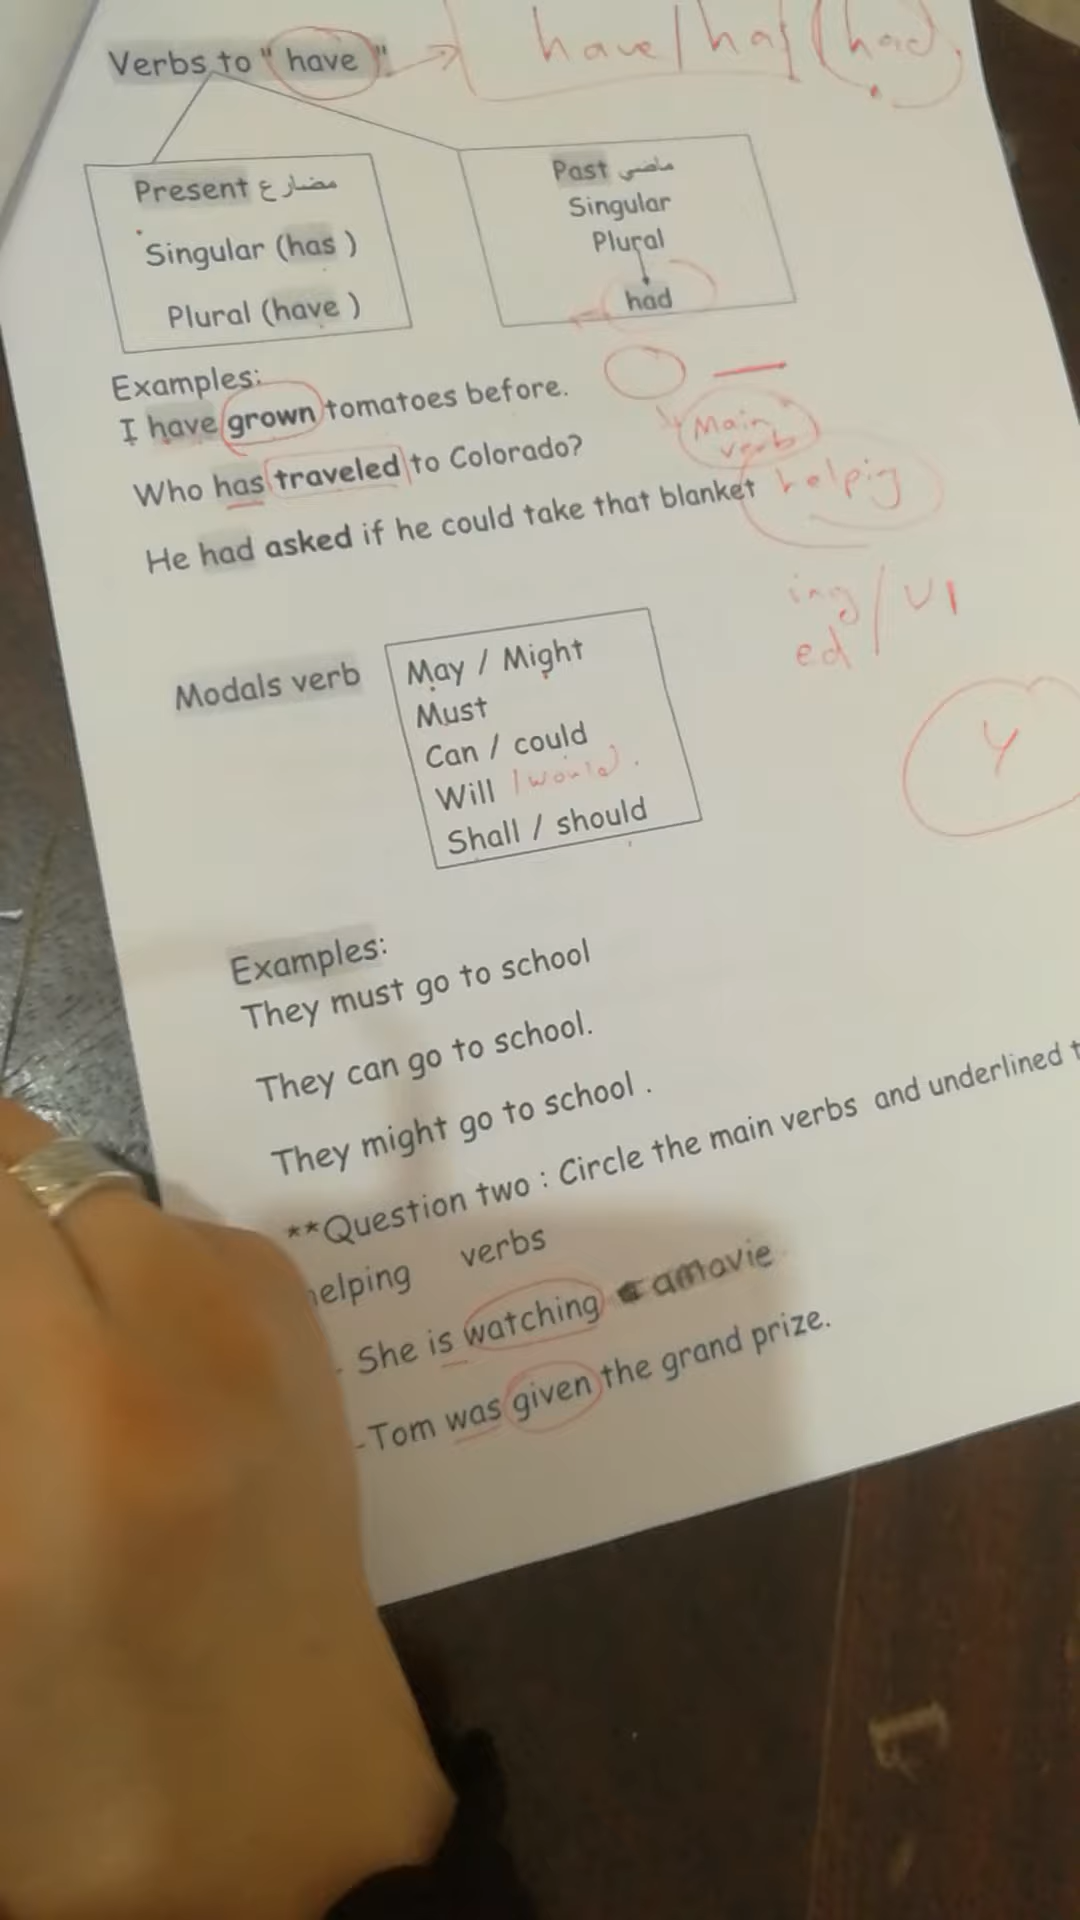 Verbs to " have " have / has / had
Present مضارع
Singular (has )
Plural (have )
Past ماضي
Singular
Plural
had
Examples:
I have grown tomatoes before.
Who has traveled to Colorado?
He had asked if he could take that blanket
Main
verb
helpig
ing / V1
ed
Modals verb
May / Might
Must
Can / could
Will / would.
Shall / should
Examples:
They must go to school
They can go to school.
They might go to school .
**Question two : Circle the main verbs and underlined t
elping verbs
- She is watching amovie
-Tom was given the grand prize.